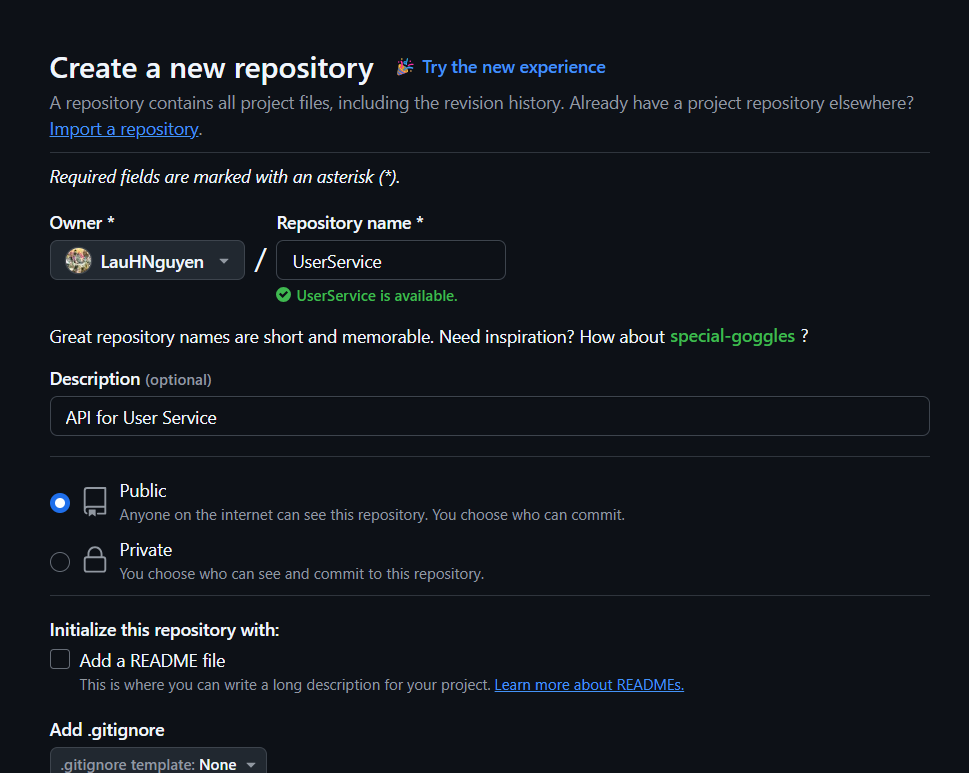 Create a new repository Try the new experience
A repository contains all project files, including the revision history. Already have a project repository elsewhere?
Import a repository.
Required fields are marked with an asterisk (*).
Owner * Repository name *
LauHNguyen / UserService
UserService is available.
Great repository names are short and memorable. Need inspiration? How about special-goggles ?
Description (optional)
API for User Service
Public
Anyone on the internet can see this repository. You choose who can commit.
Private
You choose who can see and commit to this repository.
Initialize this repository with:
Add a README file
This is where you can write a long description for your project. Learn more about READMEs.
Add .gitignore
.gitignore template: None